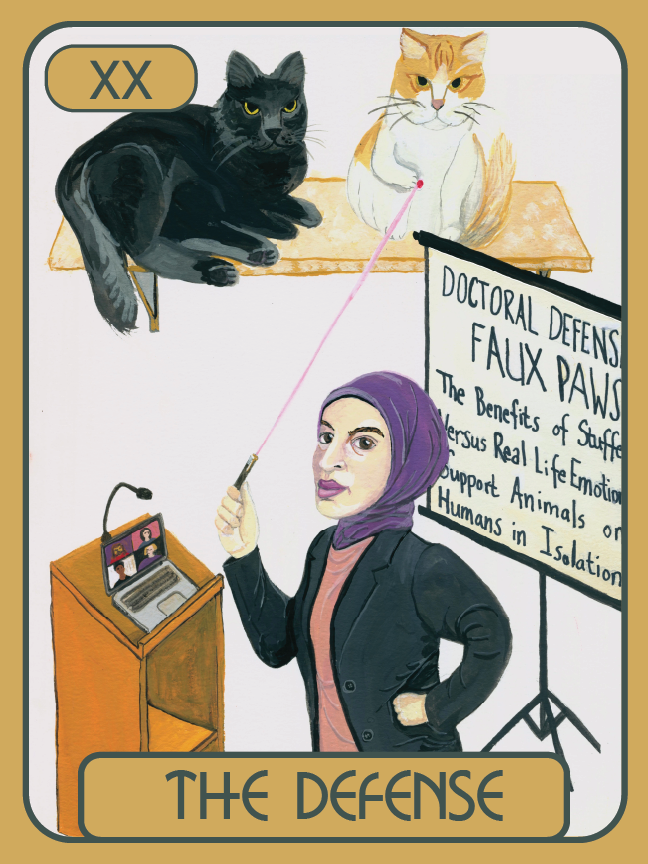 XX
DOCTORAL DEFENS
FAUX PAWS
The Benefits of Stuffe
Versus Real Life Emotion
Support Animals on
Humans in Isolation
THE DEFENSE